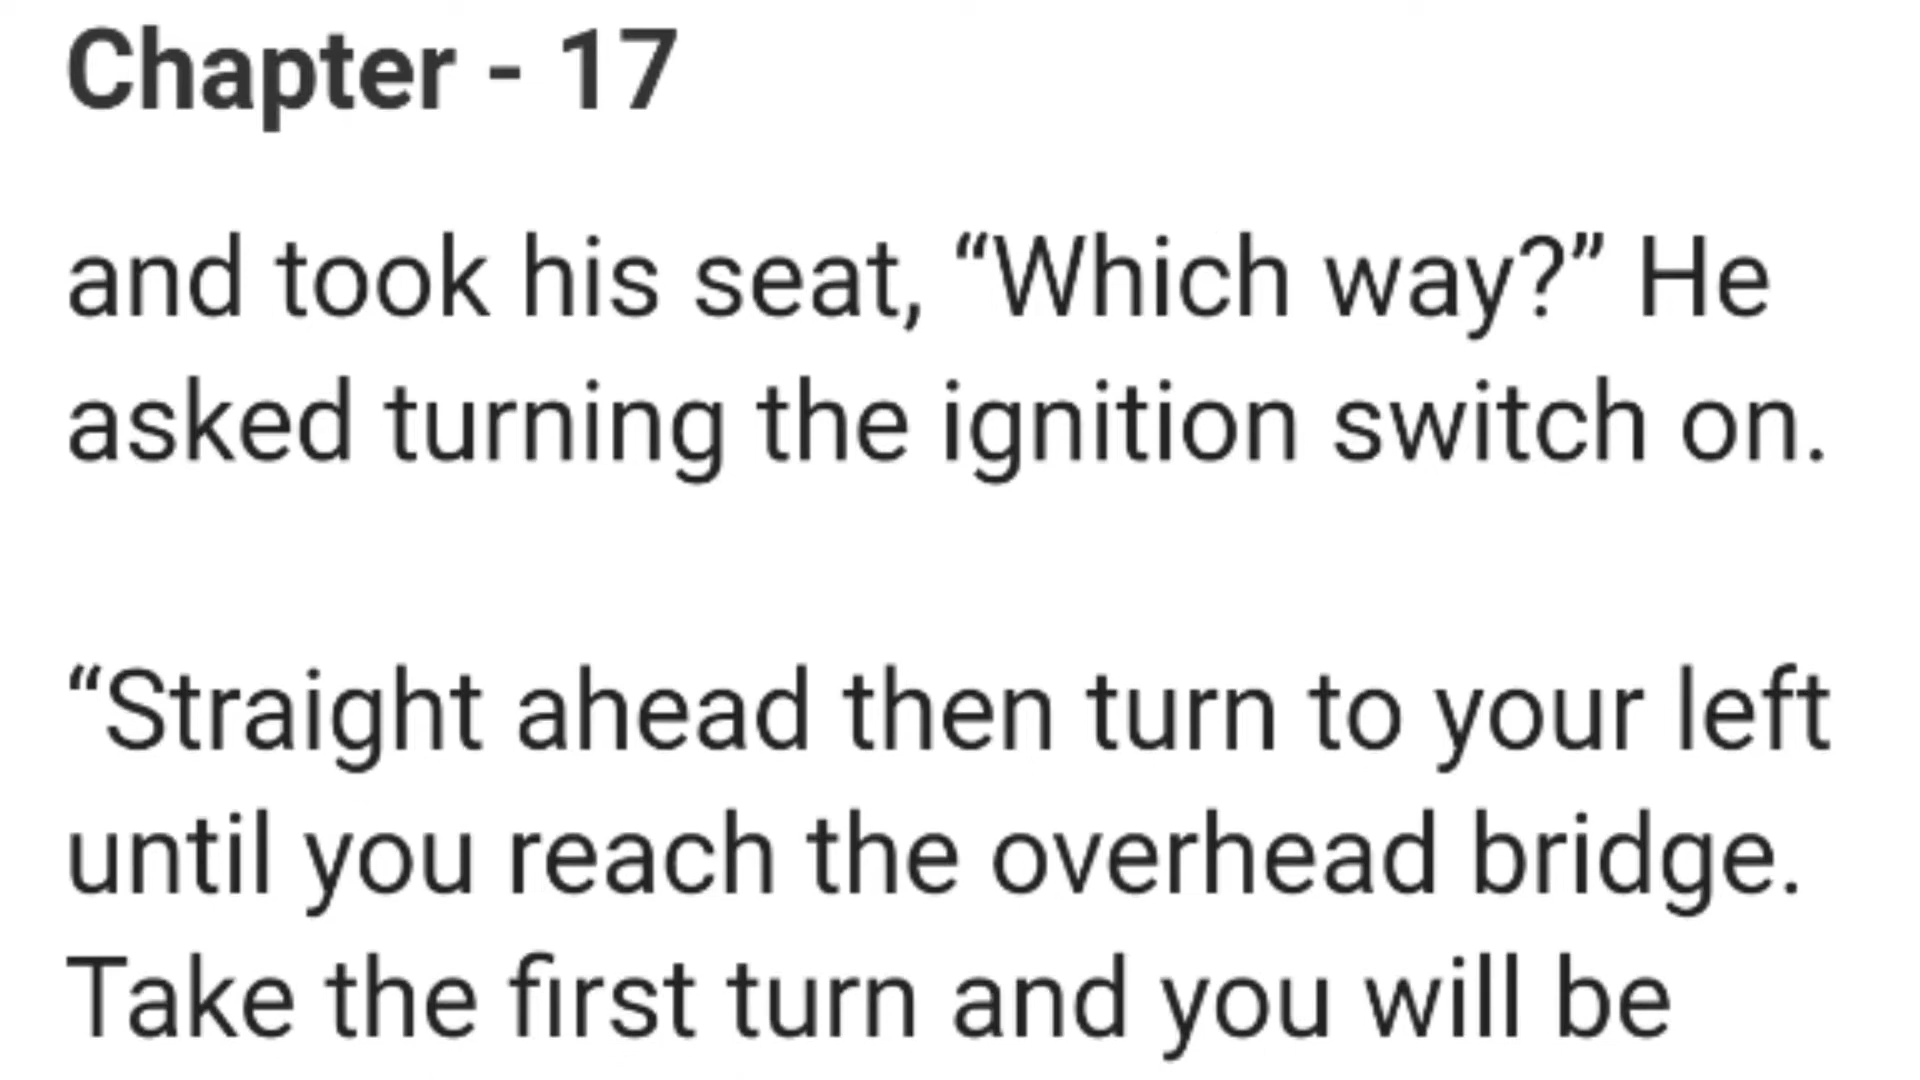 Chapter - 17
and took his seat, “Which way?” He
asked turning the ignition switch on.
“Straight ahead then turn to your left
until you reach the overhead bridge.
Take the first turn and you will be